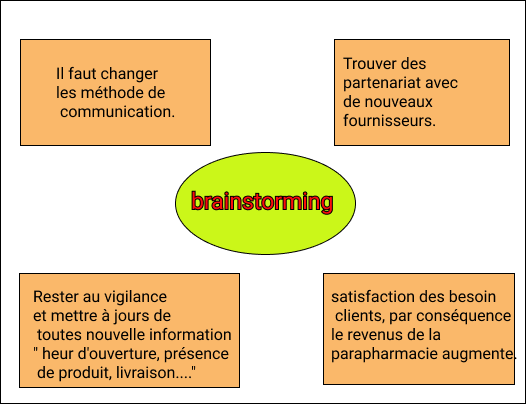 Il faut changer
les méthode de
communication.
Trouver des
partenariat avec
de nouveaux
fournisseurs.
brainstorming
Rester au vigilance
et mettre à jours de
toutes nouvelle information
" heur d'ouverture, présence
de produit, livraison...."
satisfaction des besoin
clients, par conséquence
le revenus de la
parapharmacie augmente.